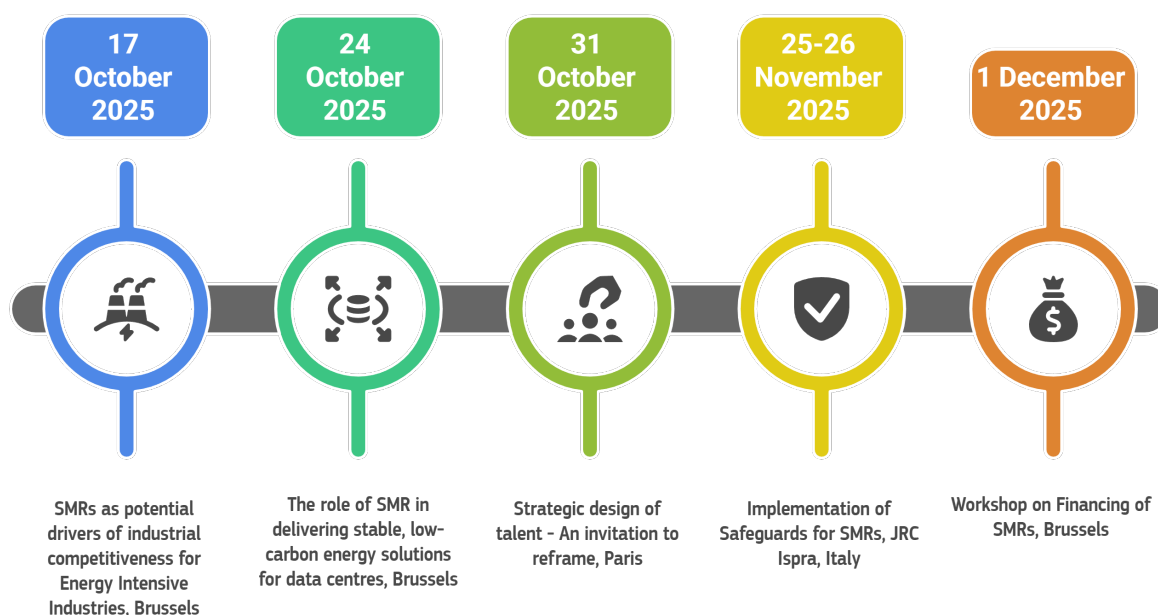 17
October
2025
24
October
2025
31
October
2025
25-26
November
2025
1 December
2025
SMRs as potential
drivers of industrial
competitiveness for
Energy Intensive
Industries, Brussels
The role of SMR in
delivering stable, low-
carbon energy solutions
for data centres, Brussels
Strategic design of
talent - An invitation to
reframe, Paris
Implementation of
Safeguards for SMRs, JRC
Ispra, Italy
Workshop on Financing of
SMRs, Brussels
$